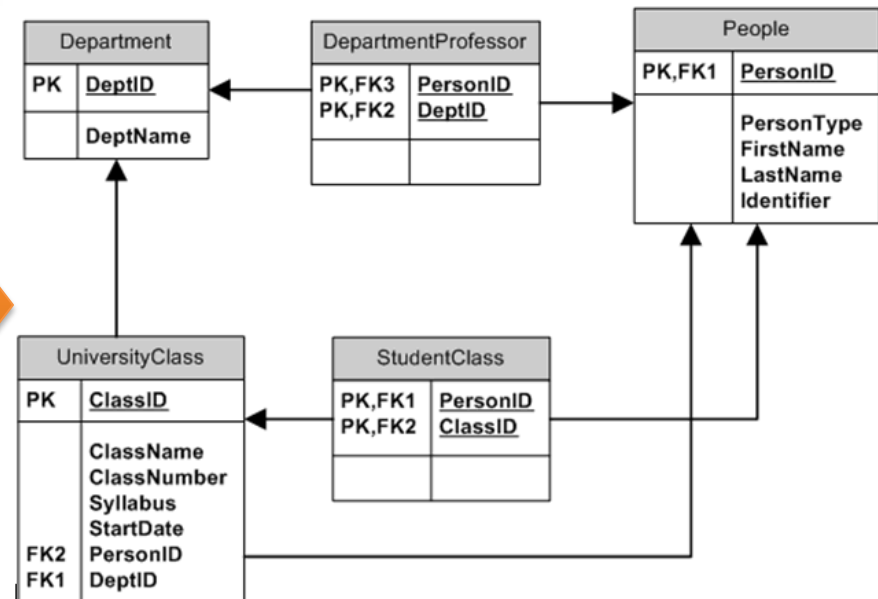 Department
PK DeptID
DeptName
DepartmentProfessor
PK,FK3 PersonID
PK,FK2 DeptID
People
PK,FK1 PersonID
PersonType
FirstName
LastName
Identifier
UniversityClass
PK ClassID
ClassName
ClassNumber
Syllabus
StartDate
FK2 PersonID
FK1 DeptID
StudentClass
PK,FK1 PersonID
PK,FK2 ClassID